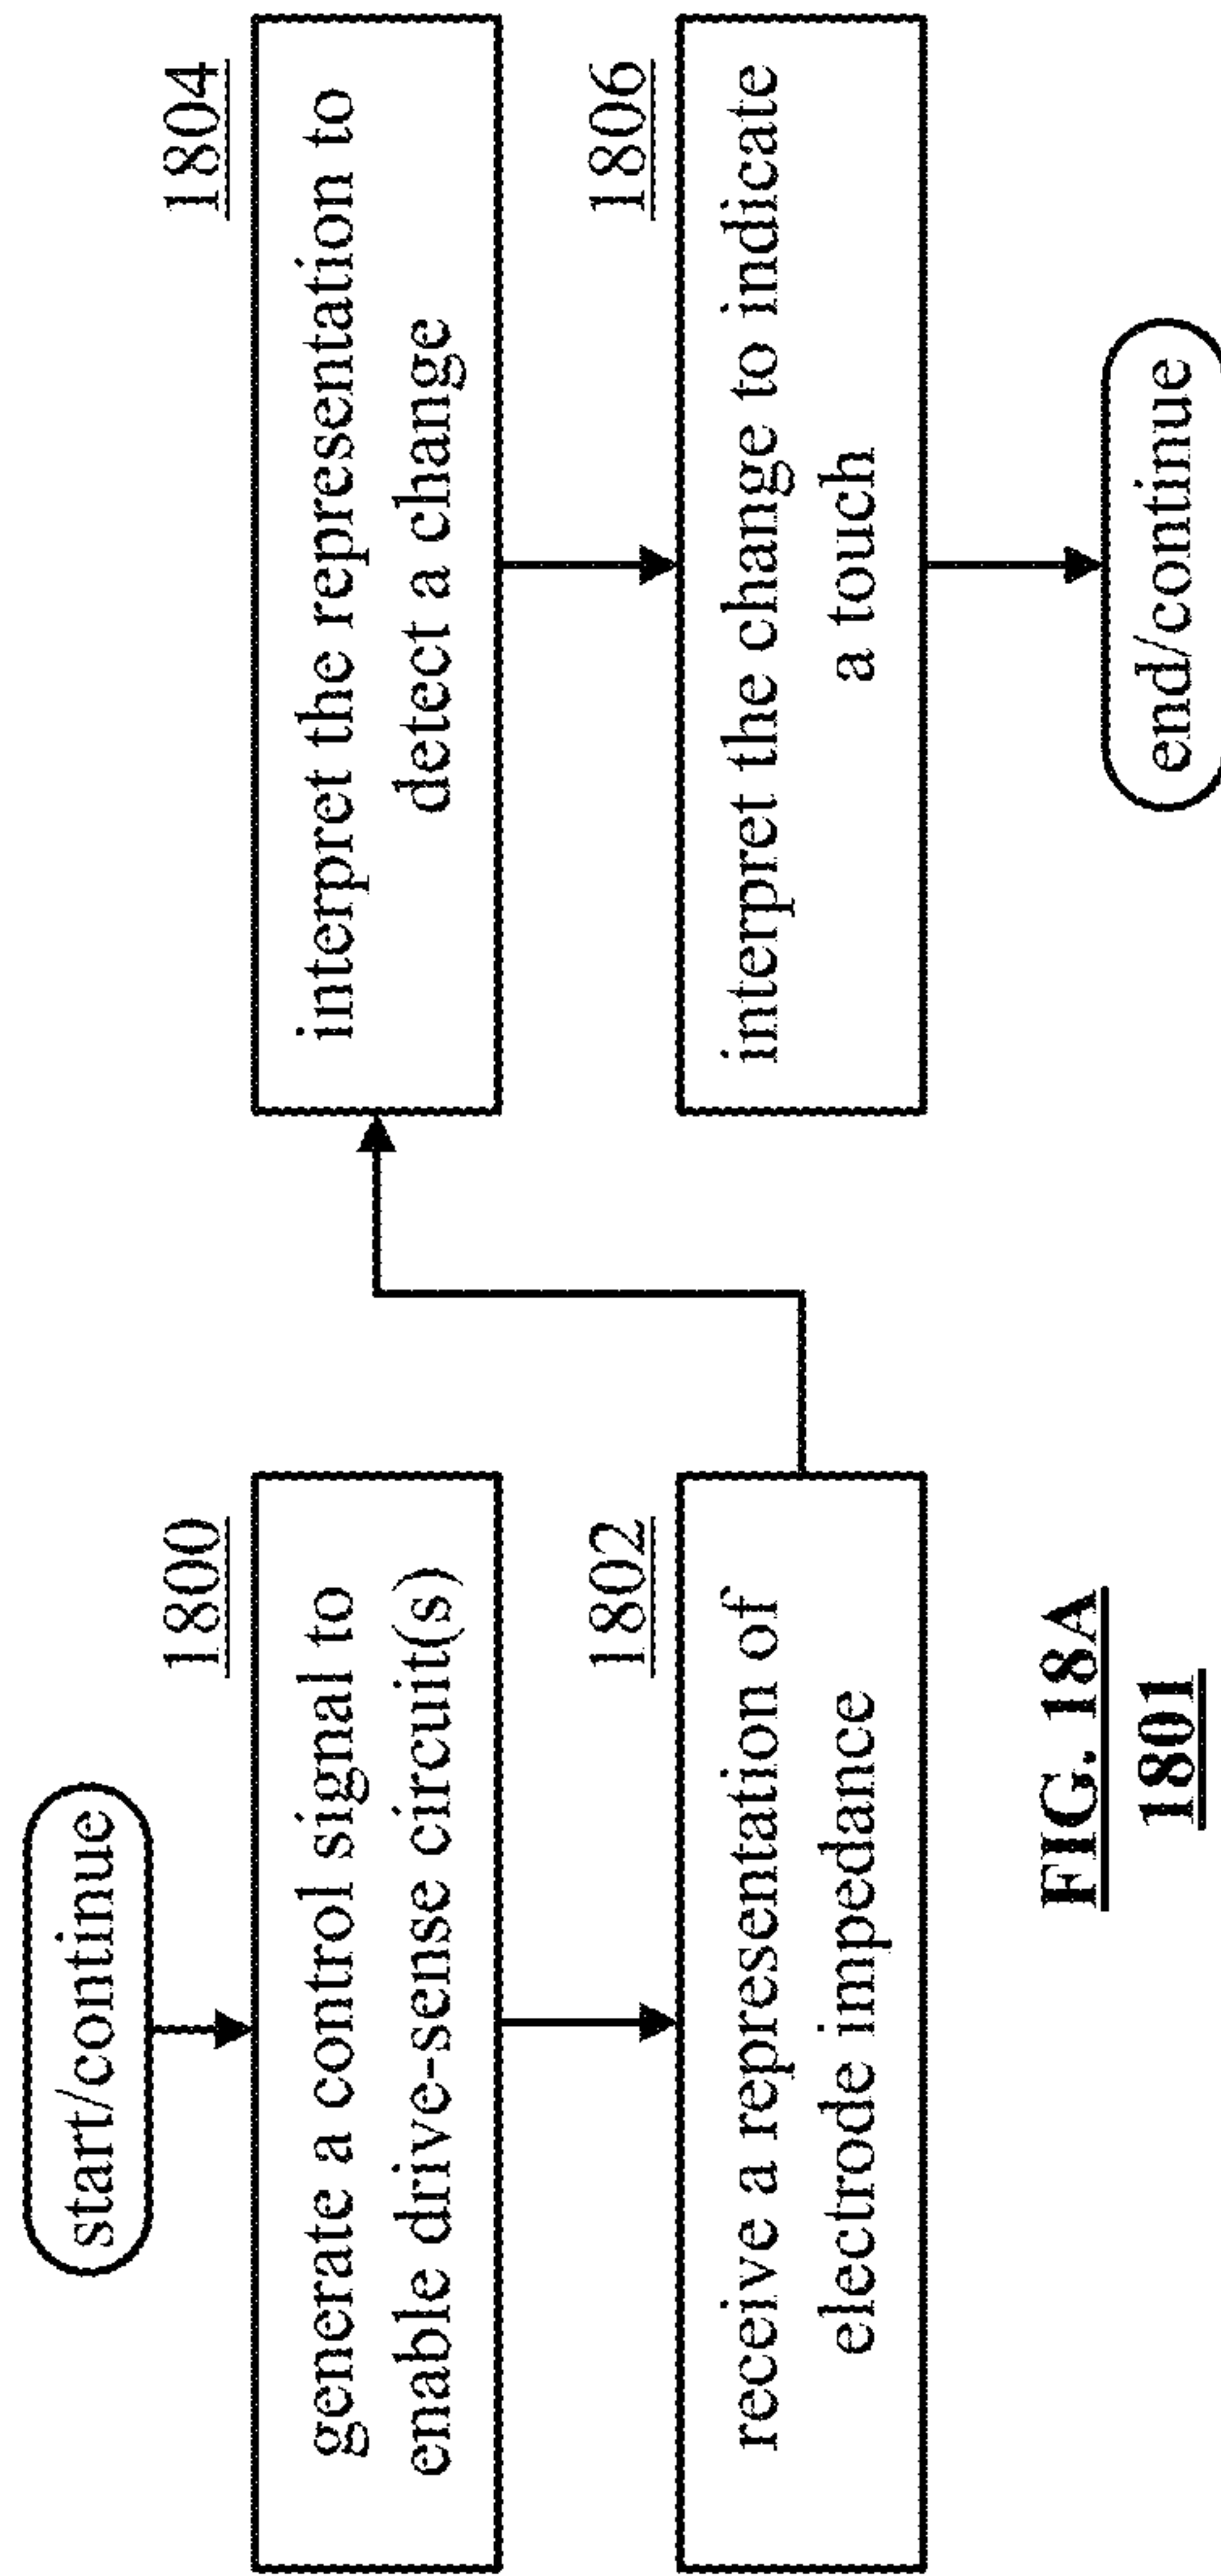 start/continue
1800
generate a control signal to
enable drive-sense circuit(s)
1802
receive a representation of
electrode impedance
1804
interpret the representation to
detect a change
1806
interpret the change to indicate
a touch
end/continue
FIG. 18A
1801